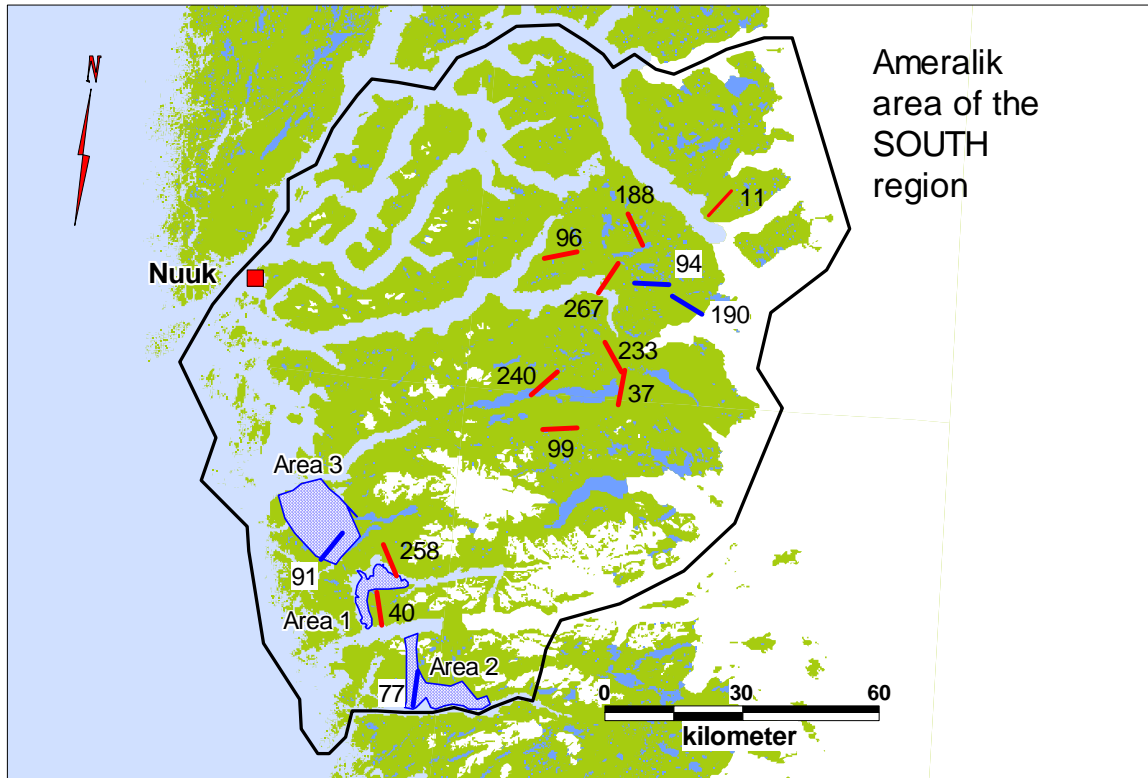 N
Ameralik
area of the
SOUTH
region
188
11
96
94
Nuuk
267
190
233
240
37
99
Area 3
258
91
Area 1
40
Area 2
77
0 30 60
kilometer